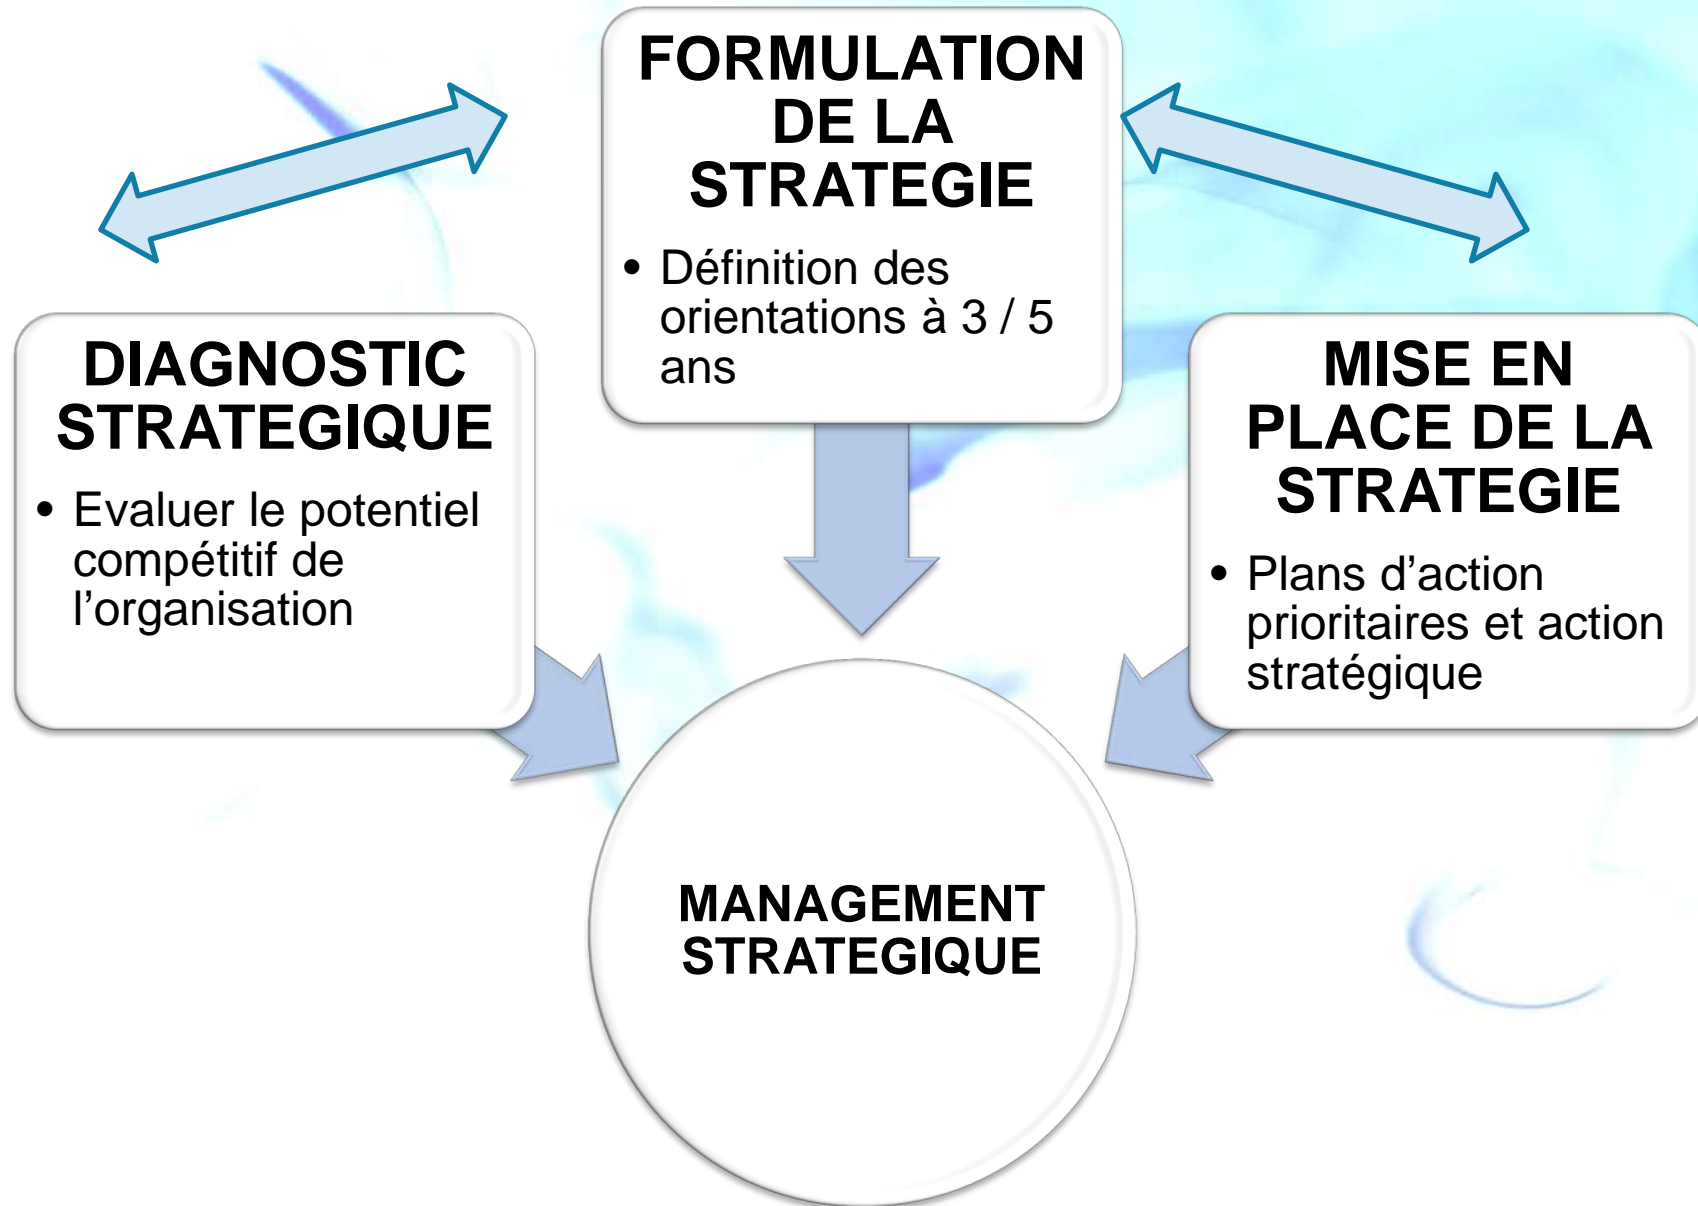 FORMULATION
DE LA
STRATEGIE
• Définition des
orientations à 3 / 5
ans
DIAGNOSTIC
STRATEGIQUE
• Evaluer le potentiel
compétitif de
l’organisation
MISE EN
PLACE DE LA
STRATEGIE
• Plans d’action
prioritaires et action
stratégique
MANAGEMENT
STRATEGIQUE